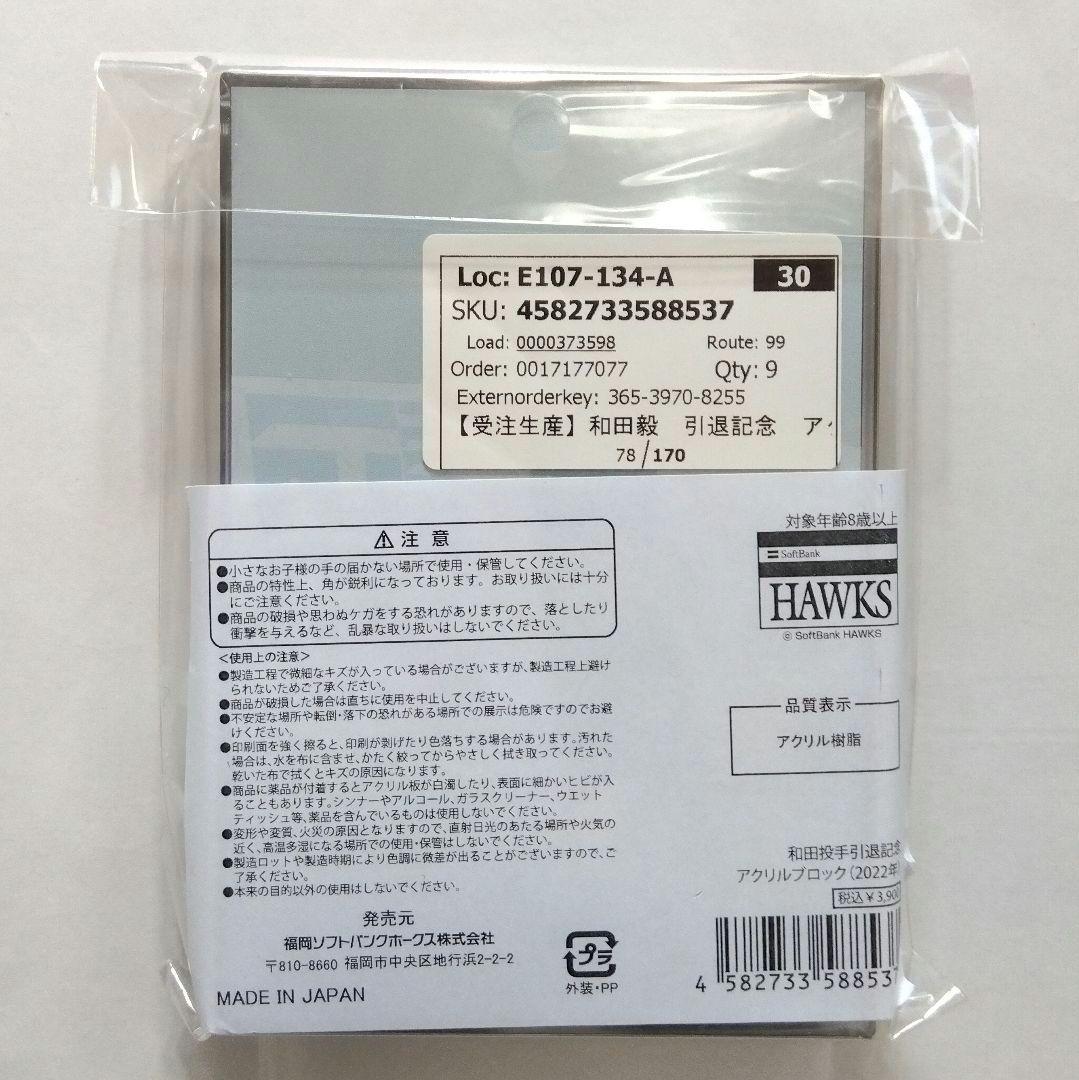 Loc: E107-134-A 30
SKU: 4582733588537
Load: 0000373598 Route: 99
Order: 0017177077 Qty: 9
Externorderkey: 365-3970-8255
【受注生産】和田毅 引退記念 ア
78/170
⚠注 意
●小さなお子様の手の届かない場所で使用・保管してください。
●商品の特性上、角が鋭利になっております。お取り扱いには十分
にご注意ください。
●商品の破損や思わぬケガをする恐れがありますので、落としたり
衝撃を与えるなど、乱暴な取り扱いはしないでください。
<使用上の注意>
●製造工程で微細なキズが入っている場合がございますが、製造工程上避け
られないためご了承ください。
●商品が破損した場合は直ちに使用を中止してください。
●不安定な場所や転倒・落下の恐れがある場所での展示は危険ですのでお避
けください。
●印刷面を強く擦ると、印刷が剥げたり色落ちする場合があります。汚れた
場合は、水を布に含ませ、かたく絞ってからやさしく拭き取ってください。
乾いた布で拭くとキズの原因になります。
●商品に薬品が付着するとアクリル板が白濁したり、表面に細かいヒビが入
ることもあります。シンナーやアルコール、ガラスクリーナー、ウエット
ティッシュ等、薬品を含んでいるものは使用しないでください。
●変形や変質、火災の原因となりますので、直射日光のあたる場所や火気の
近く、高温多湿になる場所での使用・保管はしないでください。
●製造ロットや製造時期により色調に微差が出ることがございますので、ご
了承ください。
●本来の目的以外の使用はしないでください。
発売元
福岡ソフトバンクホークス株式会社
〒810-8660 福岡市中央区地行浜2-2-2
MADE IN JAPAN
プラ
外装・PP
対象年齢8歳以上
SoftBank
HAWKS
© SoftBank HAWKS
品質表示
アクリル樹脂
和田投手引退記念
アクリルブロック(2022年)
税込¥3,900
4 582733 588537